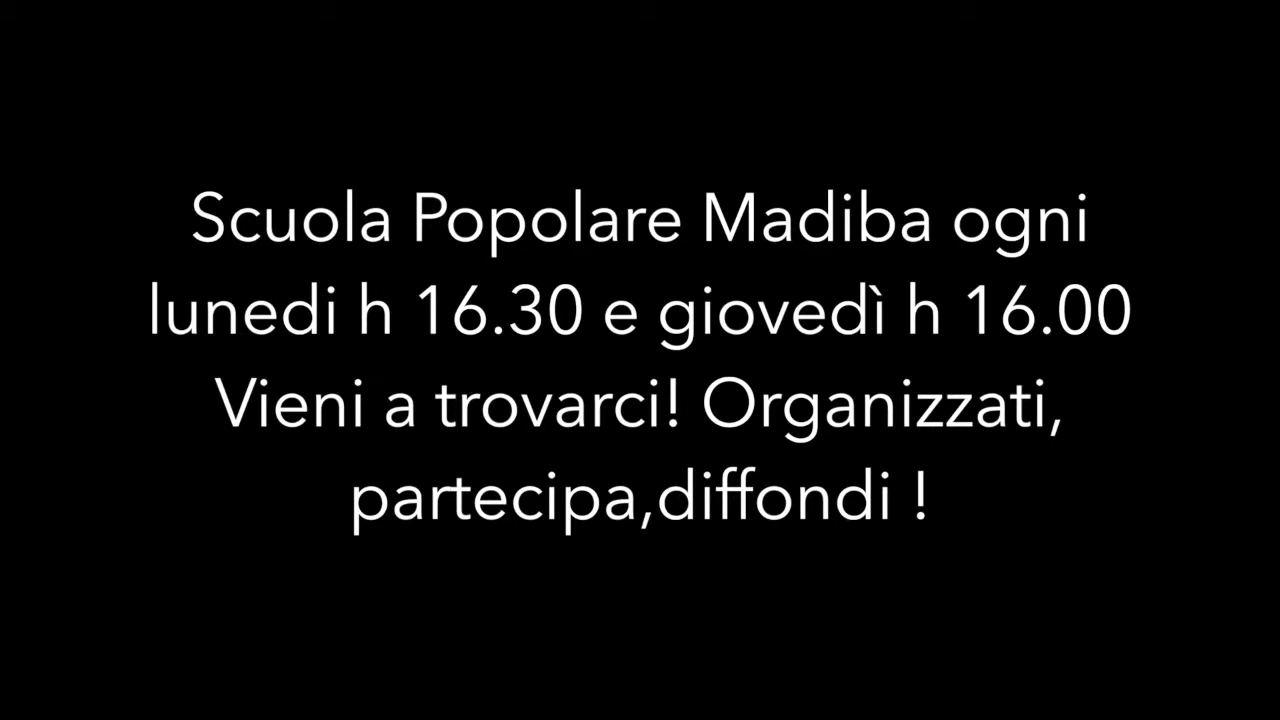 Scuola Popolare Madiba ogni
lunedi h 16.30 e giovedì h 16.00
Vieni a trovarci! Organizzati,
partecipa,diffondi !